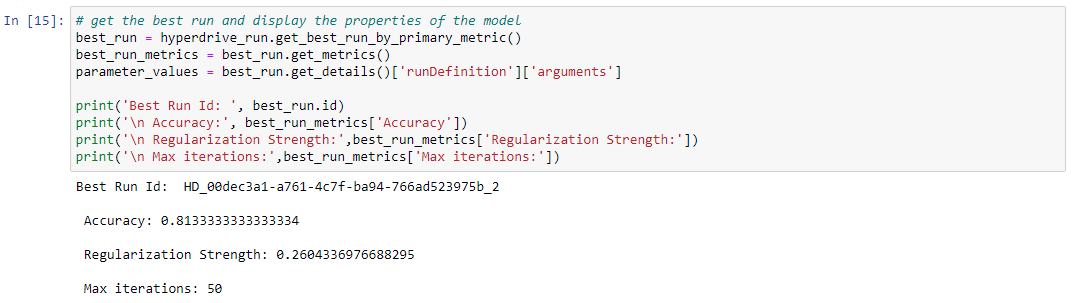 In [15]: # get the best run and display the properties of the model
best_run = hyperdrive_run.get_best_run_by_primary_metric()
best_run_metrics = best_run.get_metrics()
parameter_values = best_run.get_details()['runDefinition']['arguments']
print('Best Run Id: ', best_run.id)
print('\n Accuracy:', best_run_metrics['Accuracy'])
print('\n Regularization Strength:',best_run_metrics['Regularization Strength:'])
print('\n Max iterations:',best_run_metrics['Max iterations:'])
Best Run Id:  HD_00dec3a1-a761-4c7f-ba94-766ad523975b_2
Accuracy: 0.8133333333333334
Regularization Strength: 0.2604336976688295
Max iterations: 50